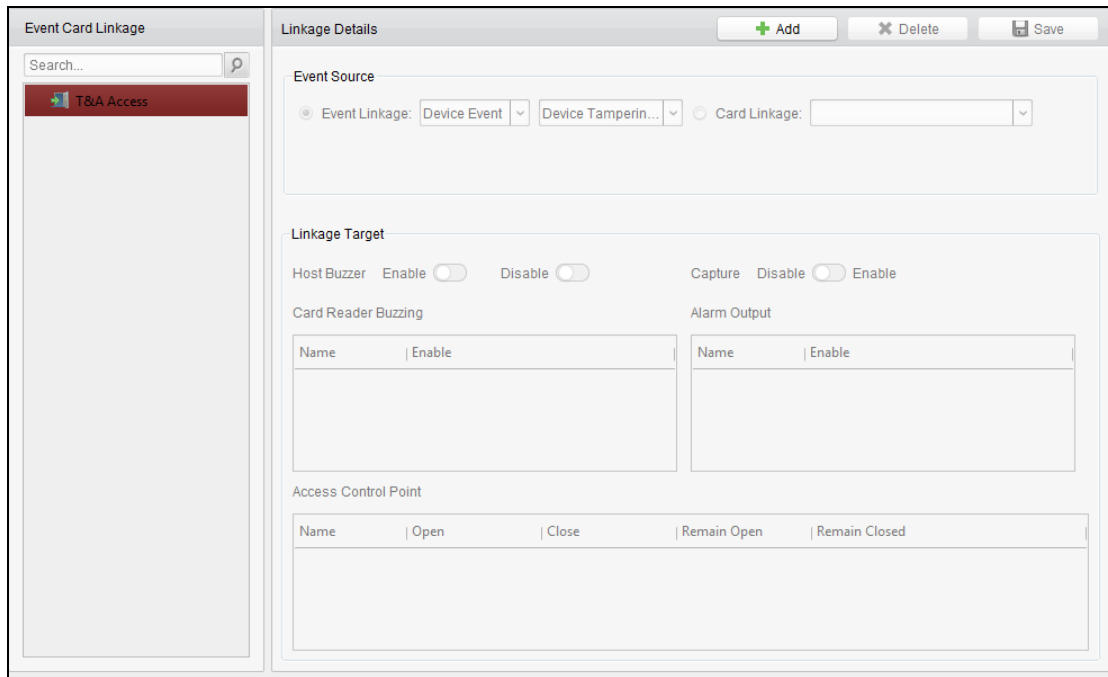 Event Card Linkage
Search...
T&A Access
Linkage Details
Add
Delete
Save
Event Source
Event Linkage: Device Event Device Tamperin... Card Linkage:
Linkage Target
Host Buzzer Enable Disable Capture Disable Enable
Card Reader Buzzing Alarm Output
Name Enable Name Enable
Access Control Point
Name Open Close Remain Open Remain Closed